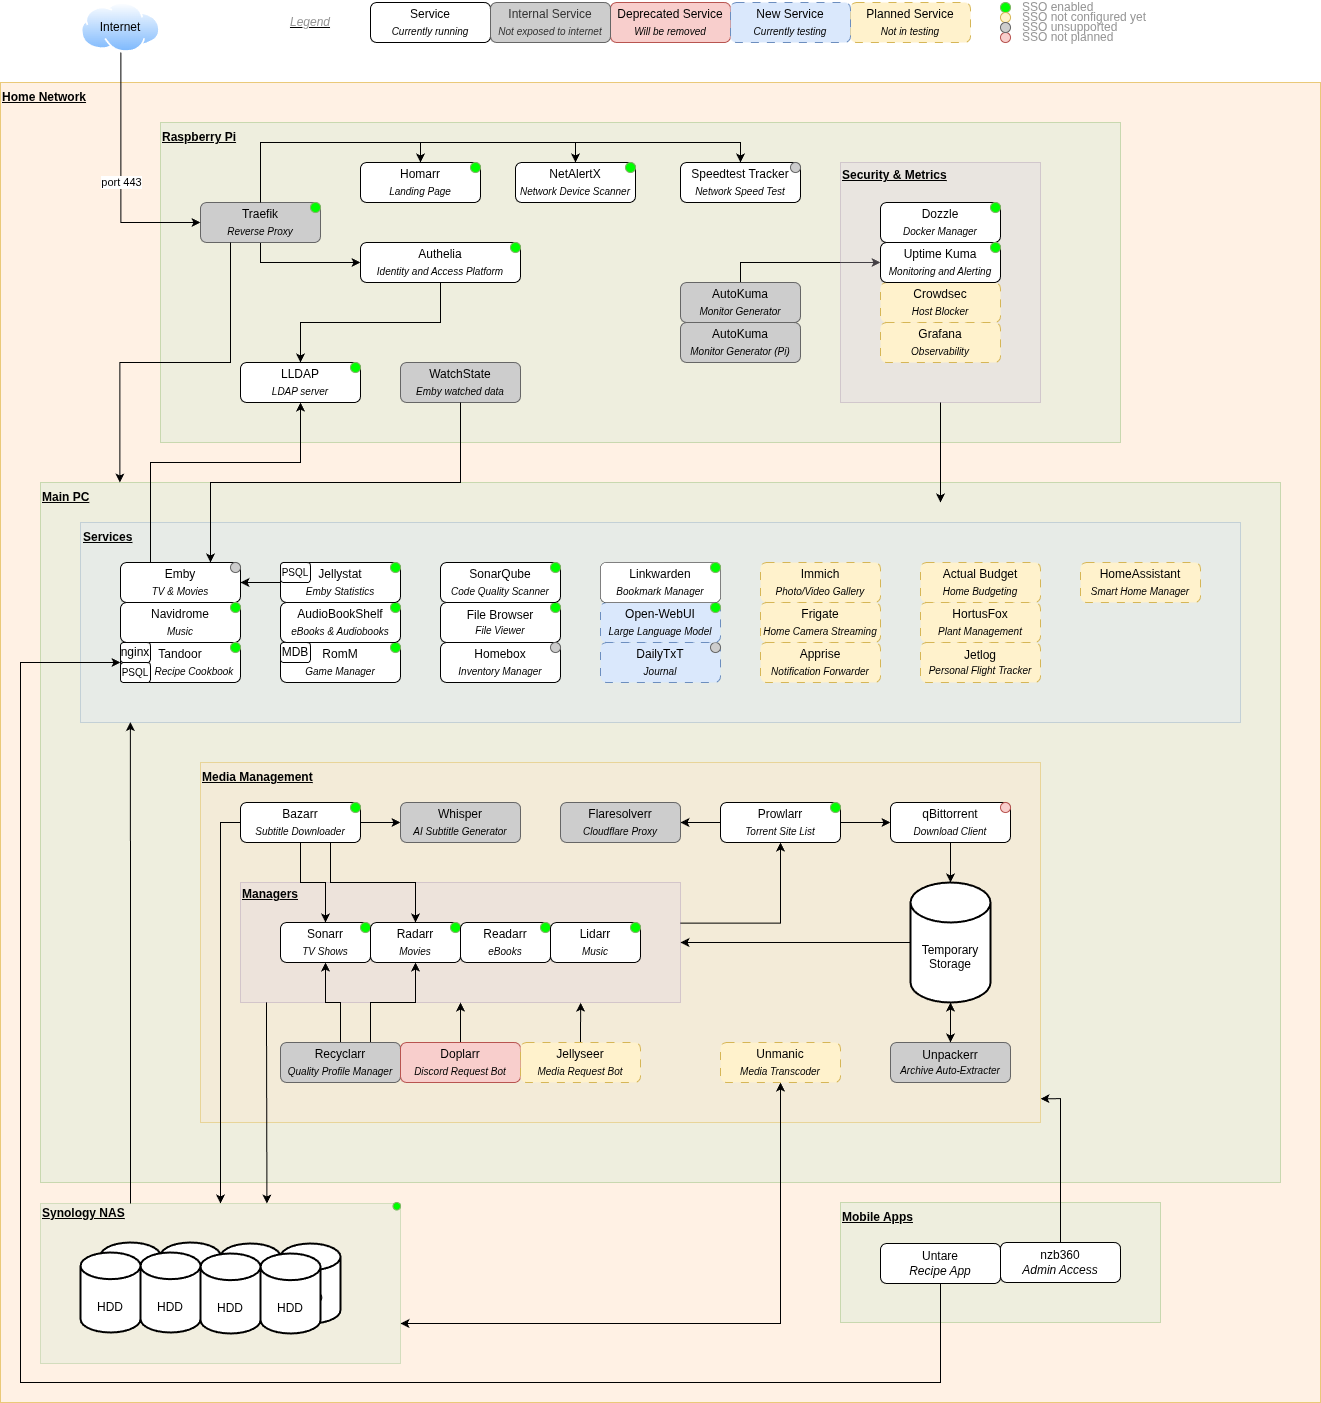 Internet
Legend
Service
Currently running
Internal Service
Not exposed to internet
Deprecated Service
Will be removed
New Service
Currently testing
Planned Service
Not in testing
SSO enabled
SSO not configured yet
SSO unsupported
SSO not planned
Home Network
port 443
Raspberry Pi
Homarr
Landing Page
NetAlertX
Network Device Scanner
Speedtest Tracker
Network Speed Test
Traefik
Reverse Proxy
Authelia
Identity and Access Platform
AutoKuma
Monitor Generator
AutoKuma
Monitor Generator (Pi)
LLDAP
LDAP server
WatchState
Emby watched data
Security & Metrics
Dozzle
Docker Manager
Uptime Kuma
Monitoring and Alerting
Crowdsec
Host Blocker
Grafana
Observability
Main PC
Services
Emby
TV & Movies
Navidrome
Music
nginx
PSQL
Tandoor
Recipe Cookbook
PSQL
Jellystat
Emby Statistics
AudioBookShelf
eBooks & Audiobooks
MDB
RomM
Game Manager
SonarQube
Code Quality Scanner
File Browser
File Viewer
Homebox
Inventory Manager
Linkwarden
Bookmark Manager
Open-WebUI
Large Language Model
DailyTxT
Journal
Immich
Photo/Video Gallery
Frigate
Home Camera Streaming
Apprise
Notification Forwarder
Actual Budget
Home Budgeting
HortusFox
Plant Management
Jetlog
Personal Flight Tracker
HomeAssistant
Smart Home Manager
Media Management
Bazarr
Subtitle Downloader
Whisper
AI Subtitle Generator
Flaresolverr
Cloudflare Proxy
Prowlarr
Torrent Site List
qBittorrent
Download Client
Managers
Sonarr
TV Shows
Radarr
Movies
Readarr
eBooks
Lidarr
Music
Temporary
Storage
Recyclarr
Quality Profile Manager
Doplarr
Discord Request Bot
Jellyseer
Media Request Bot
Unmanic
Media Transcoder
Unpackerr
Archive Auto-Extracter
Synology NAS
HDD
HDD
HDD
HDD
Mobile Apps
Untare
Recipe App
nzb360
Admin Access